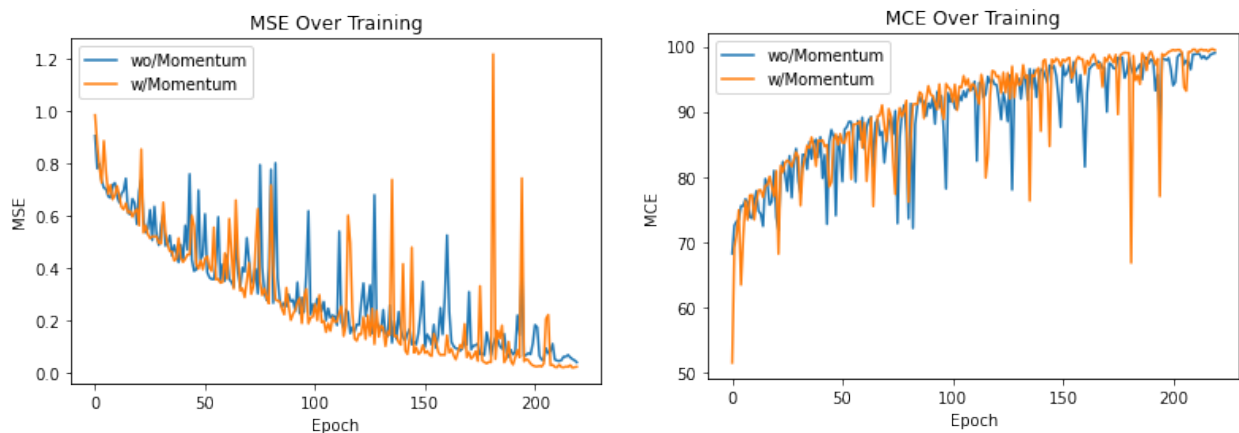 MSE Over Training
wo/Momentum
w/Momentum
1.2
1.0
0.8
0.6
0.4
0.2
0.0
MSE
0
50
100
150
200
Epoch
MCE Over Training
wo/Momentum
w/Momentum
100
90
80
70
60
50
MCE
0
50
100
150
200
Epoch